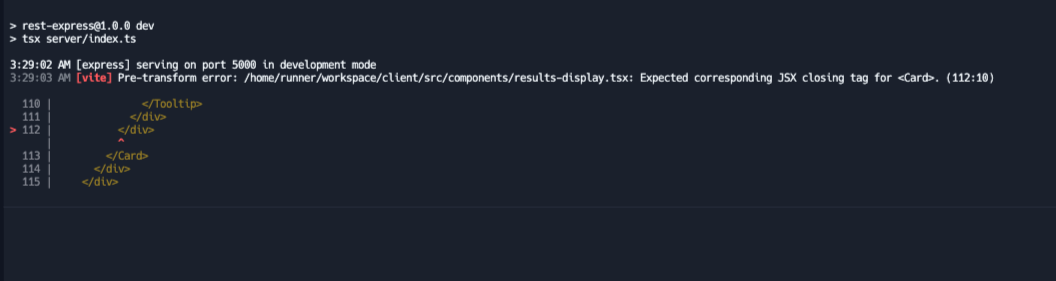 > rest-express@1.0.0 dev
> tsx server/index.ts
3:29:02 AM [express] serving on port 5000 in development mode
3:29:03 AM [vite] Pre-transform error: /home/runner/workspace/client/src/components/results-display.tsx: Expected corresponding JSX closing tag for <Card>. (112:10)
110 |               </Tooltip>
111 |             </div>
> 112 |           </div>
|           ^
113 |         </Card>
114 |       </div>
115 |     </div>